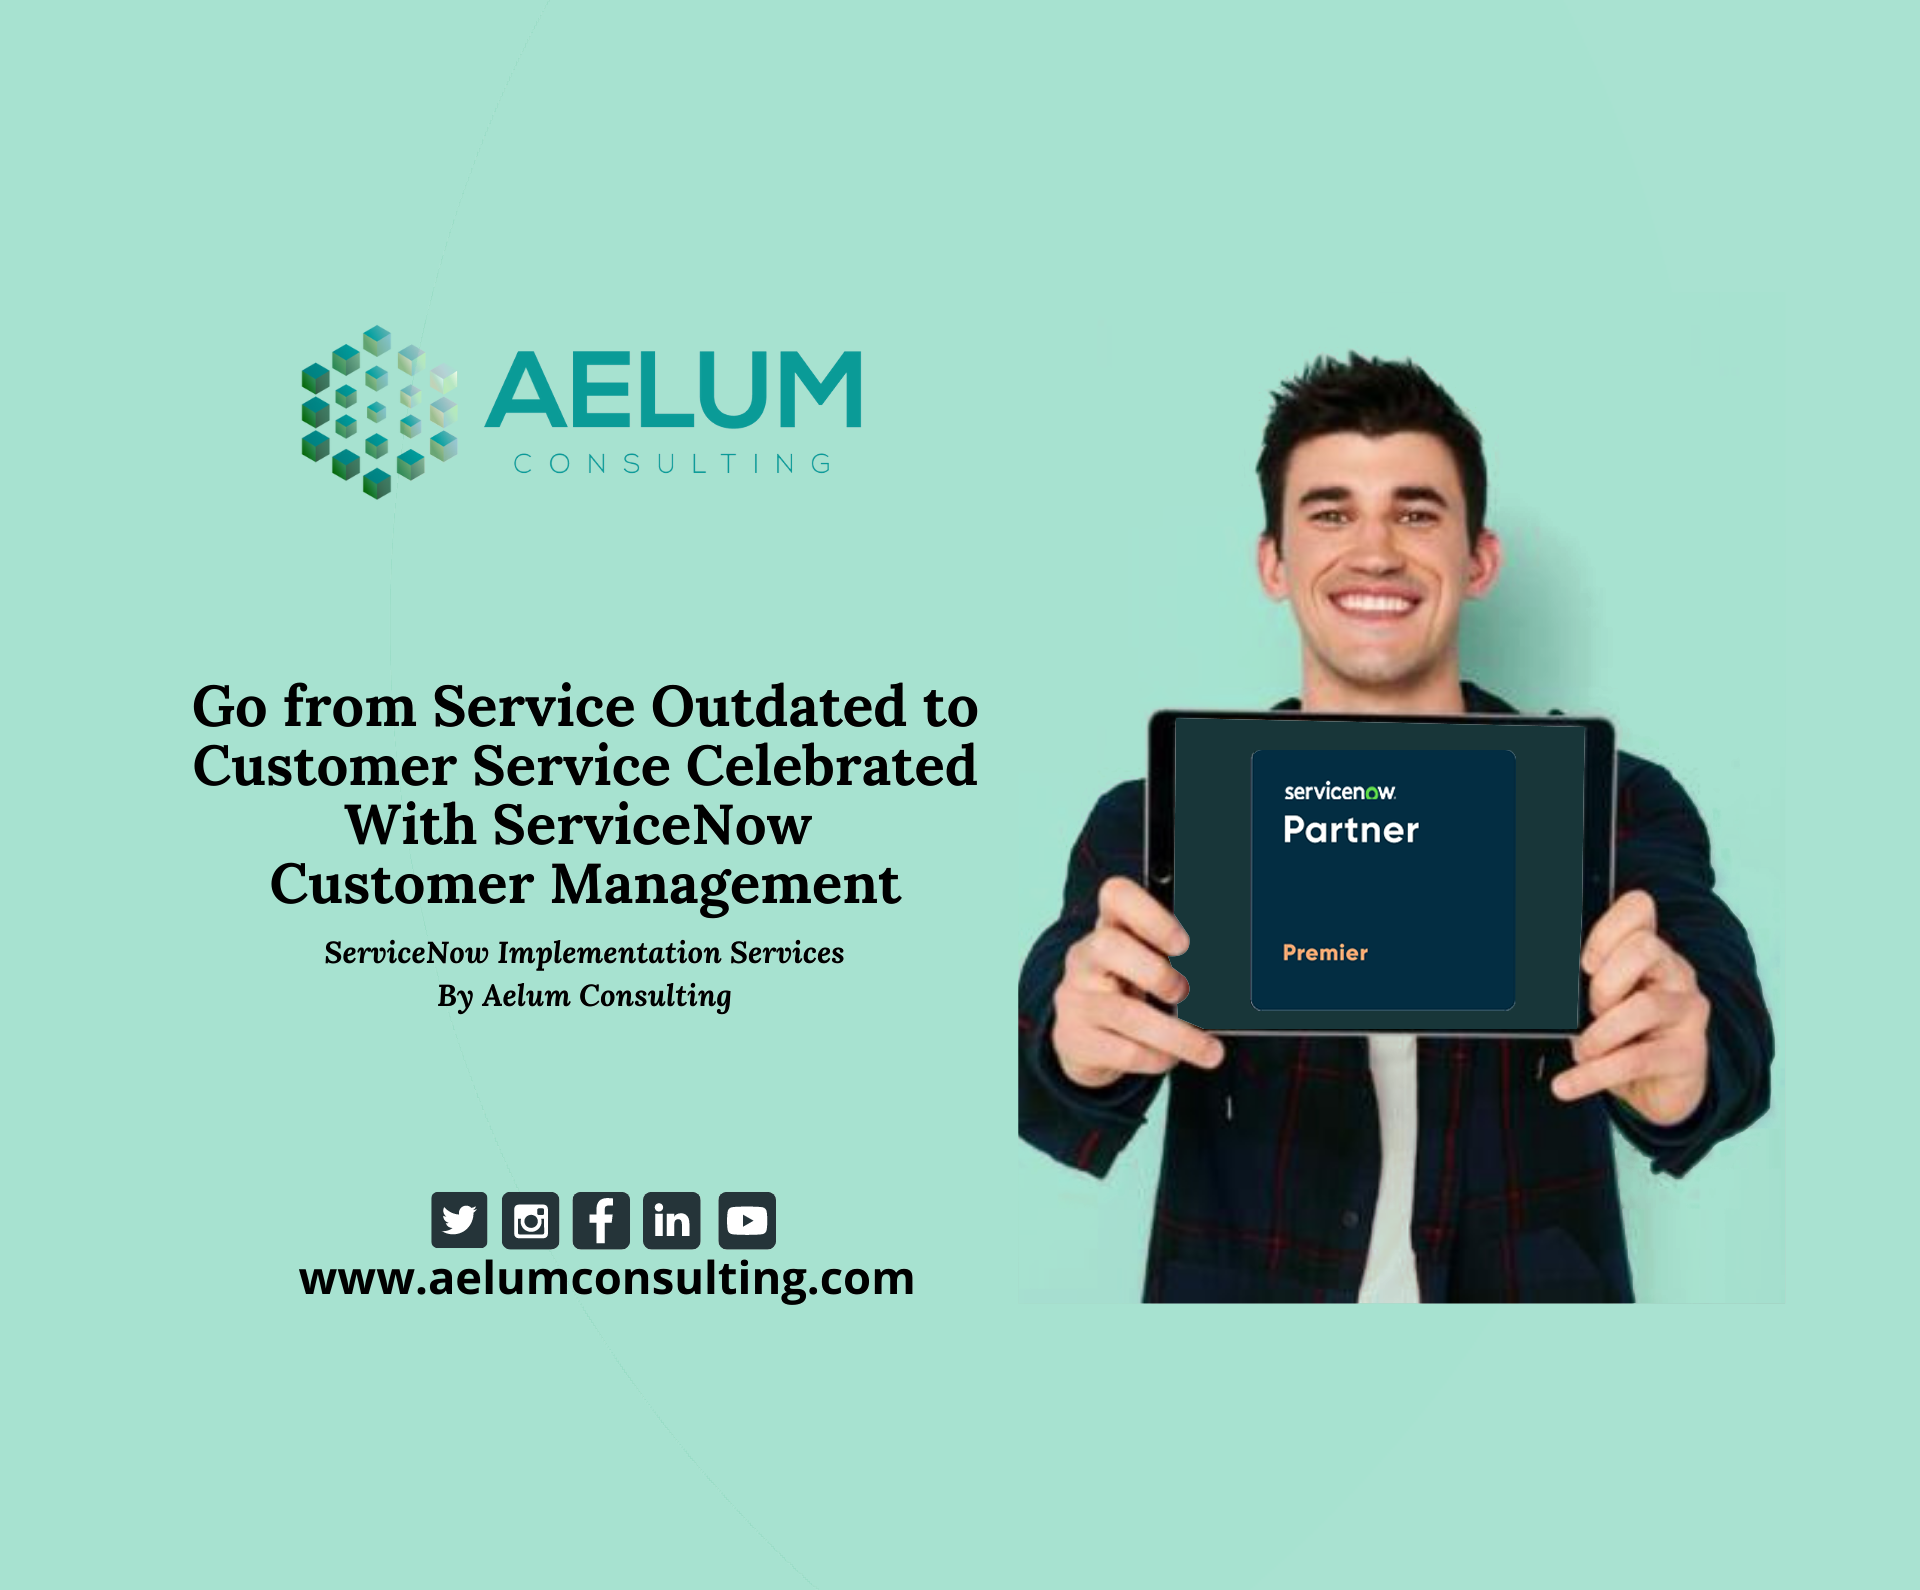 AELUM
CONSULTING
Go from Service Outdated to
Customer Service Celebrated
With ServiceNow
Customer Management
ServiceNow Implementation Services
By Aelum Consulting
in
www.aelumconsulting.com
servicenow.
Partner
Premier